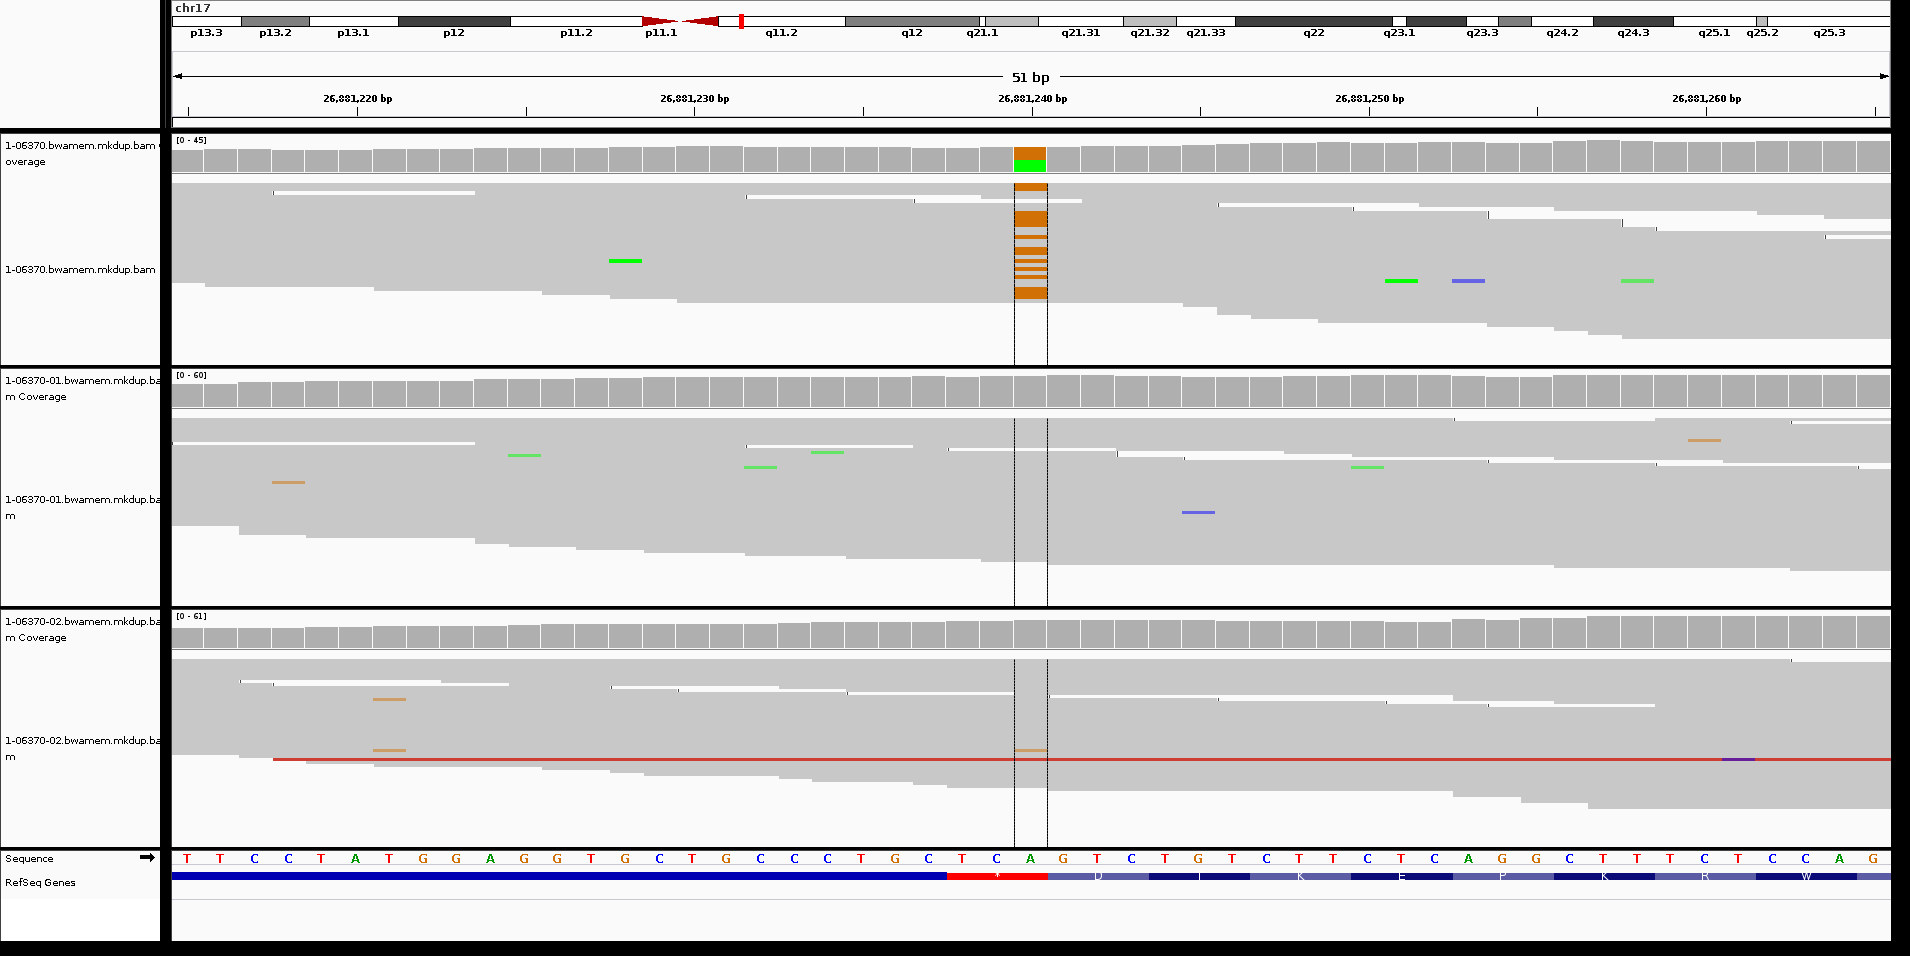 chr17
p13.3 p13.2 p13.1 p12 p11.2 p11.1 q11.2 q12 q21.1 q21.31 q21.32 q21.33 q22 q23.1 q23.3 q24.2 q24.3 q25.1 q25.2 q25.3
51 bp
26,881,220 bp 26,881,230 bp 26,881,240 bp 26,881,250 bp 26,881,260 bp
1-06370.bwamem.mkdup.bam
overage
[0 - 45]
1-06370.bwamem.mkdup.bam
1-06370-01.bwamem.mkdup.ba
m Coverage
[0 - 60]
1-06370-01.bwamem.mkdup.ba
m
1-06370-02.bwamem.mkdup.ba
m Coverage
[0 - 61]
1-06370-02.bwamem.mkdup.ba
m
Sequence
T T C C T A T G G A G G T G C T G C C C T G C T C A G T C T G T C T T C T C A G G C T T T C T C C A G
RefSeq Genes
* D I K E P K R W